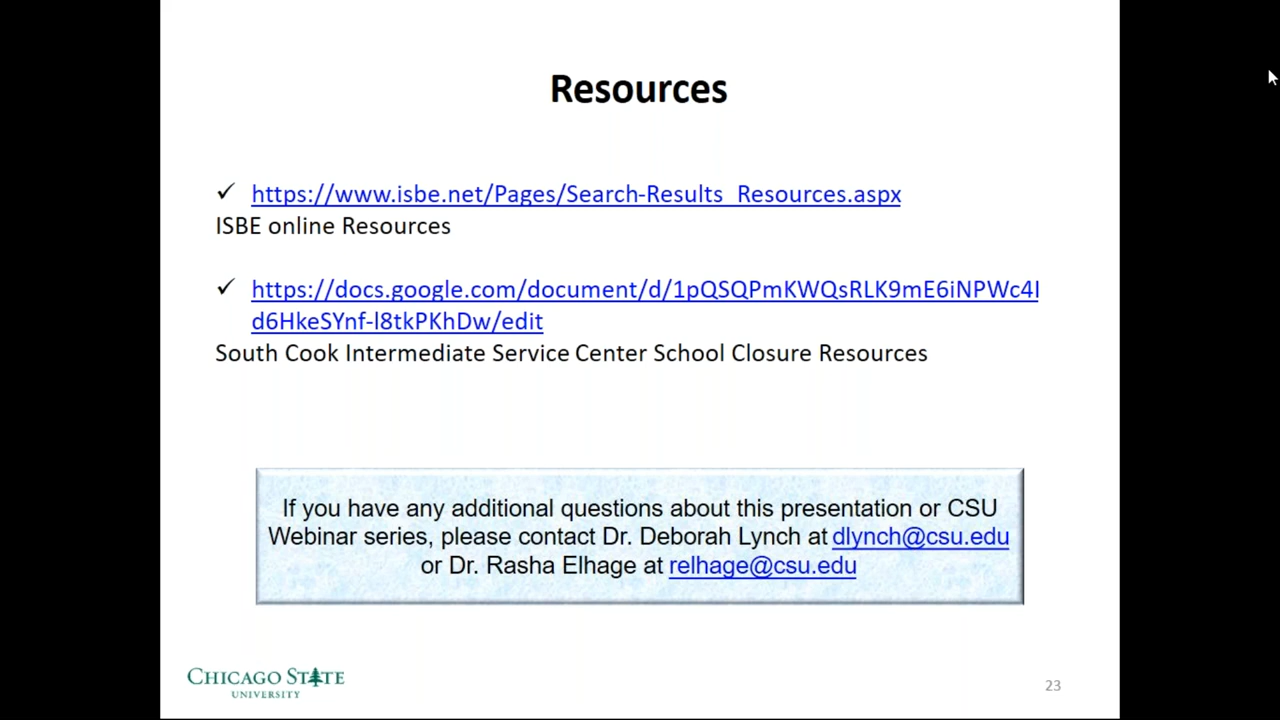 Resources
✓ https://www.isbe.net/Pages/Search-Results_Resources.aspx
ISBE online Resources
✓ https://docs.google.com/document/d/1pQSQPmKWQsRLK9mE6iNPWc4I
d6HkeSYnf-l8tkPKhDw/edit
South Cook Intermediate Service Center School Closure Resources
If you have any additional questions about this presentation or CSU
Webinar series, please contact Dr. Deborah Lynch at dlynch@csu.edu
or Dr. Rasha Elhage at relhage@csu.edu
CHICAGO STATE
UNIVERSITY
23